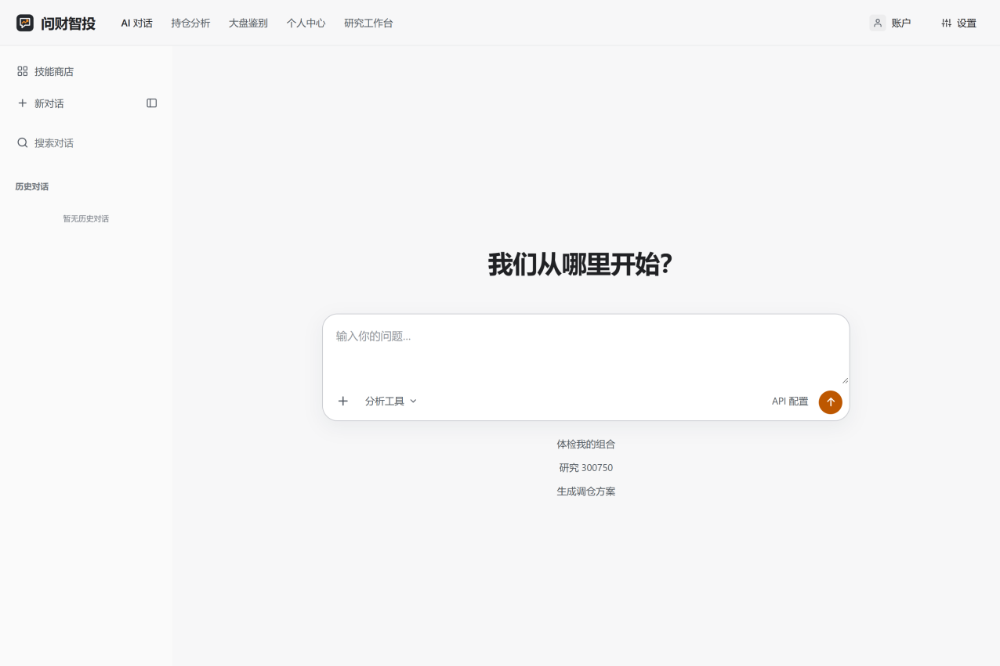 问财智投
AI 对话
持仓分析
大盘鉴别
个人中心
研究工作台
账户
设置
技能商店
新对话
搜索对话
历史对话
暂无历史对话
我们从哪里开始?
输入你的问题...
分析工具
API 配置
体检我的组合
研究 300750
生成调仓方案